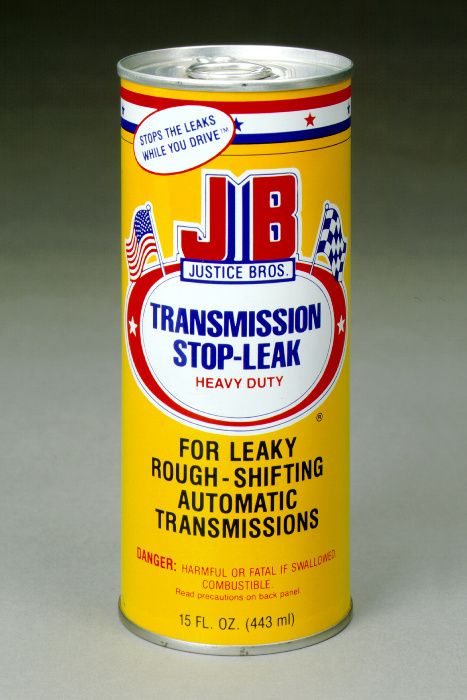 STOPS THE LEAKS
WHILE YOU DRIVE™
JB
JUSTICE BROS.
TRANSMISSION
STOP-LEAK
HEAVY DUTY
®
FOR LEAKY
ROUGH-SHIFTING
AUTOMATIC
TRANSMISSIONS
DANGER: HARMFUL OR FATAL IF SWALLOWED.
COMBUSTIBLE.
Read precautions on back panel.
15 FL. OZ. (443 ml)